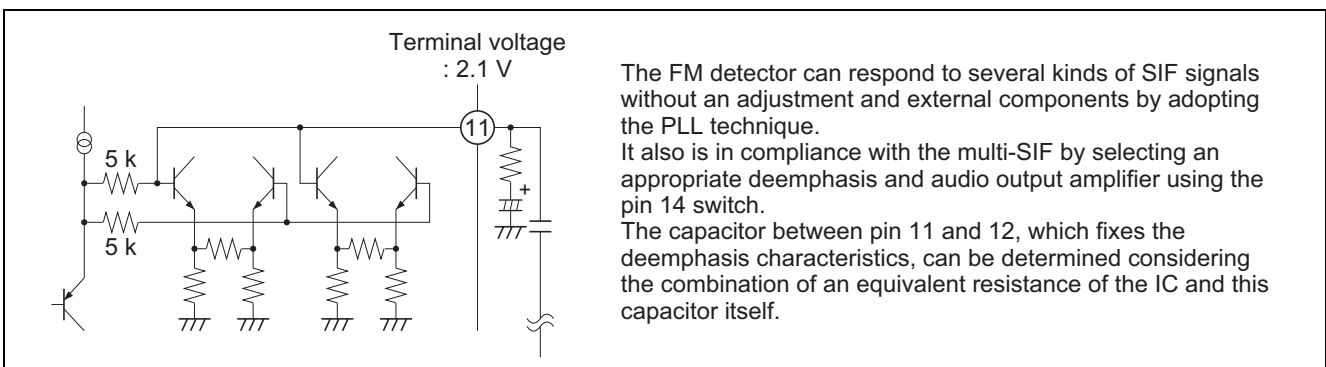 Terminal voltage
: 2.1 V
11
5 k
5 k
+
The FM detector can respond to several kinds of SIF signals
without an adjustment and external components by adopting
the PLL technique.
It also is in compliance with the multi-SIF by selecting an
appropriate deemphasis and audio output amplifier using the
pin 14 switch.
The capacitor between pin 11 and 12, which fixes the
deemphasis characteristics, can be determined considering
the combination of an equivalent resistance of the IC and this
capacitor itself.